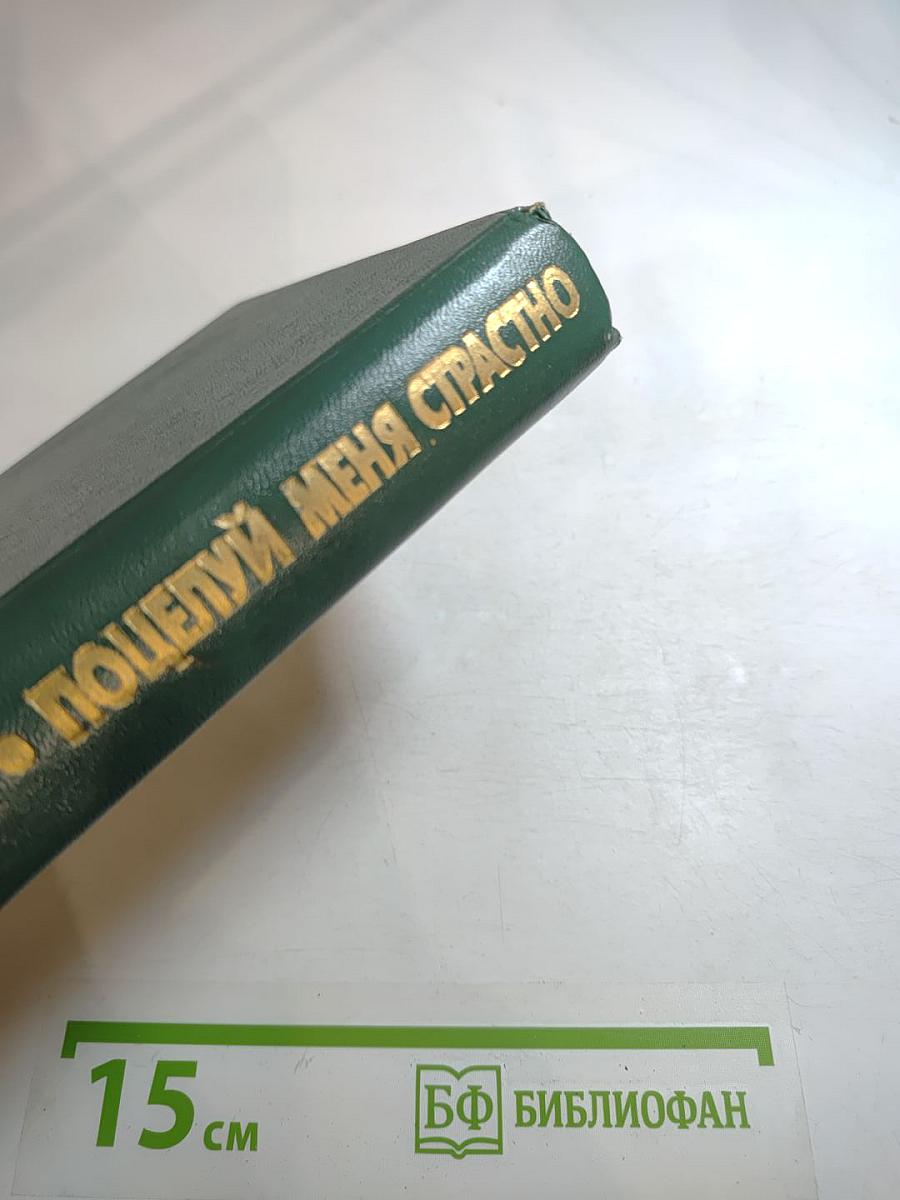 • ПОЦЕЛУЙ МЕНЯ СТРАСТНО
15 см
БФ БИБЛИОФАН